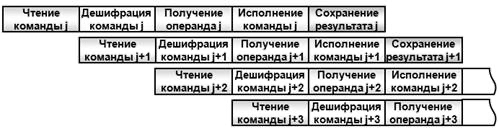 Чтение Дешифрация Получение Исполнение Сохранение
команды j команды j операнда j команды j результата j
Чтение Дешифрация Получение Исполнение Сохранение
команды j+1 команды j+1 операнда j+1 команды j+1 результата j+1
Чтение Дешифрация Получение Исполнение
команды j+2 команды j+2 операнда j+2 команды j+2
Чтение Дешифрация Получение
команды j+3 команды j+3 операнда j+3